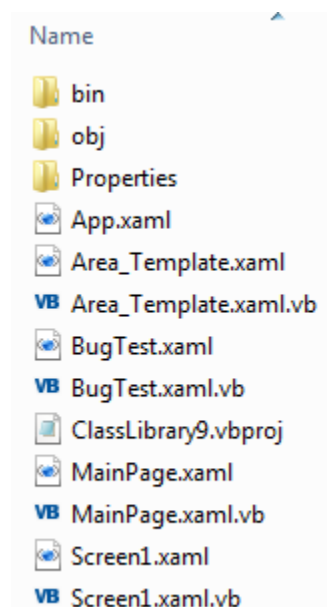 Name
bin
obj
Properties
App.xaml
Area_Template.xaml
VB Area_Template.xaml.vb
BugTest.xaml
VB BugTest.xaml.vb
ClassLibrary9.vbproj
MainPage.xaml
VB MainPage.xaml.vb
Screen1.xaml
VB Screen1.xaml.vb